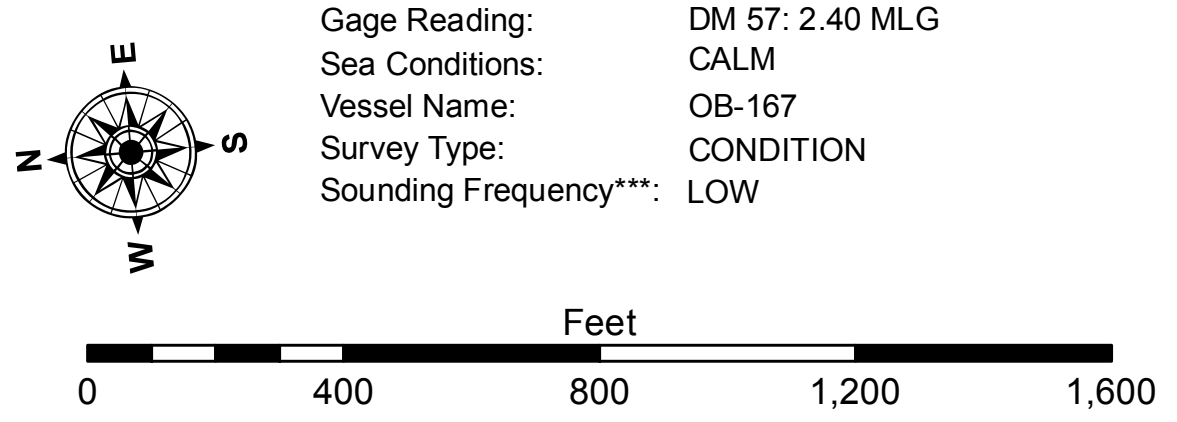 Gage Reading: DM 57: 2.40 MLG
Sea Conditions: CALM
Vessel Name: OB-167
Survey Type: CONDITION
Sounding Frequency***: LOW
E
N S
W
Feet
0 400 800 1,200 1,600